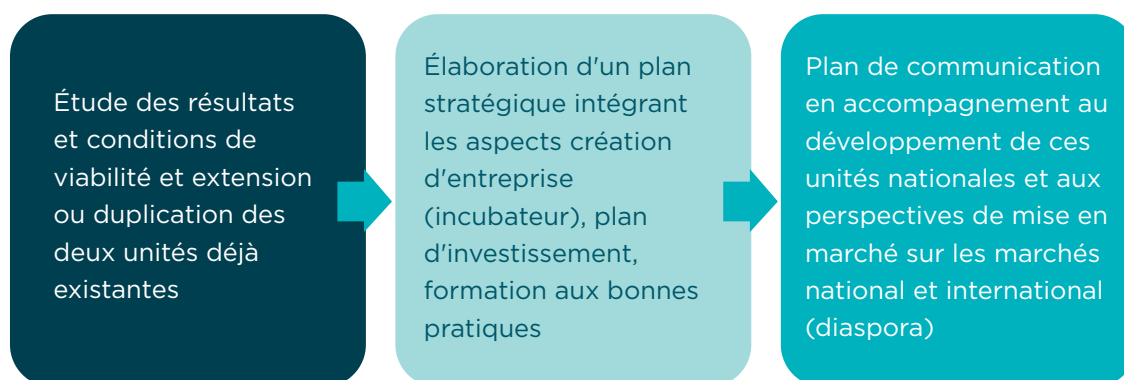 Étude des résultats
et conditions de
viabilité et extension
ou duplication des
deux unités déjà
existantes
Élaboration d'un plan
stratégique intégrant
les aspects création
d'entreprise
(incubateur), plan
d'investissement,
formation aux bonnes
pratiques
Plan de communication
en accompagnement au
développement de ces
unités nationales et aux
perspectives de mise en
marché sur les marchés
national et international
(diaspora)